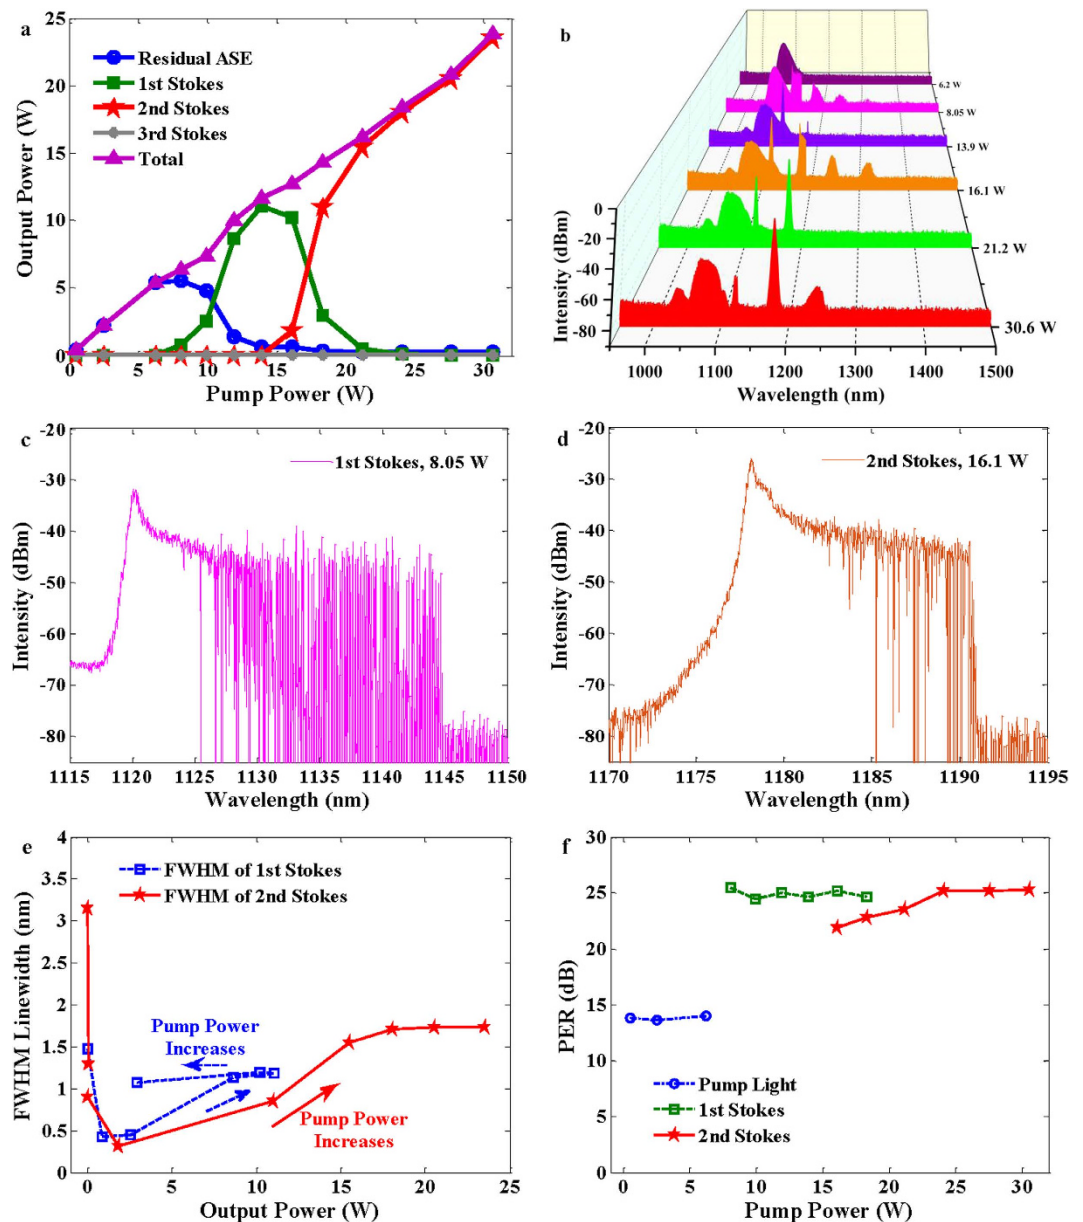 a
25
20
15
10
5
0
Output Power (W)
Residual ASE
1st Stokes
2nd Stokes
3rd Stokes
Total
0 5 10 15 20 25 30
Pump Power (W)
b
6.2 W
8.05 W
13.9 W
16.1 W
21.2 W
30.6 W
0
-20
-40
-60
-80
Intensity (dBm)
1000 1100 1200 1300 1400 1500
Wavelength (nm)
c
-20
-30
-40
-50
-60
-70
-80
Intensity (dBm)
1st Stokes, 8.05 W
1115 1120 1125 1130 1135 1140 1145 1150
Wavelength (nm)
d
-20
-30
-40
-50
-60
-70
-80
Intensity (dBm)
2nd Stokes, 16.1 W
1170 1175 1180 1185 1190 1195
Wavelength (nm)
e
4
3.5
3
2.5
2
1.5
1
0.5
0
FWHM Linewidth (nm)
FWHM of 1st Stokes
FWHM of 2nd Stokes
Pump Power
Increases
Pump Power
Increases
0 5 10 15 20 25
Output Power (W)
f
30
25
20
15
10
5
0
PER (dB)
Pump Light
1st Stokes
2nd Stokes
0 5 10 15 20 25 30
Pump Power (W)